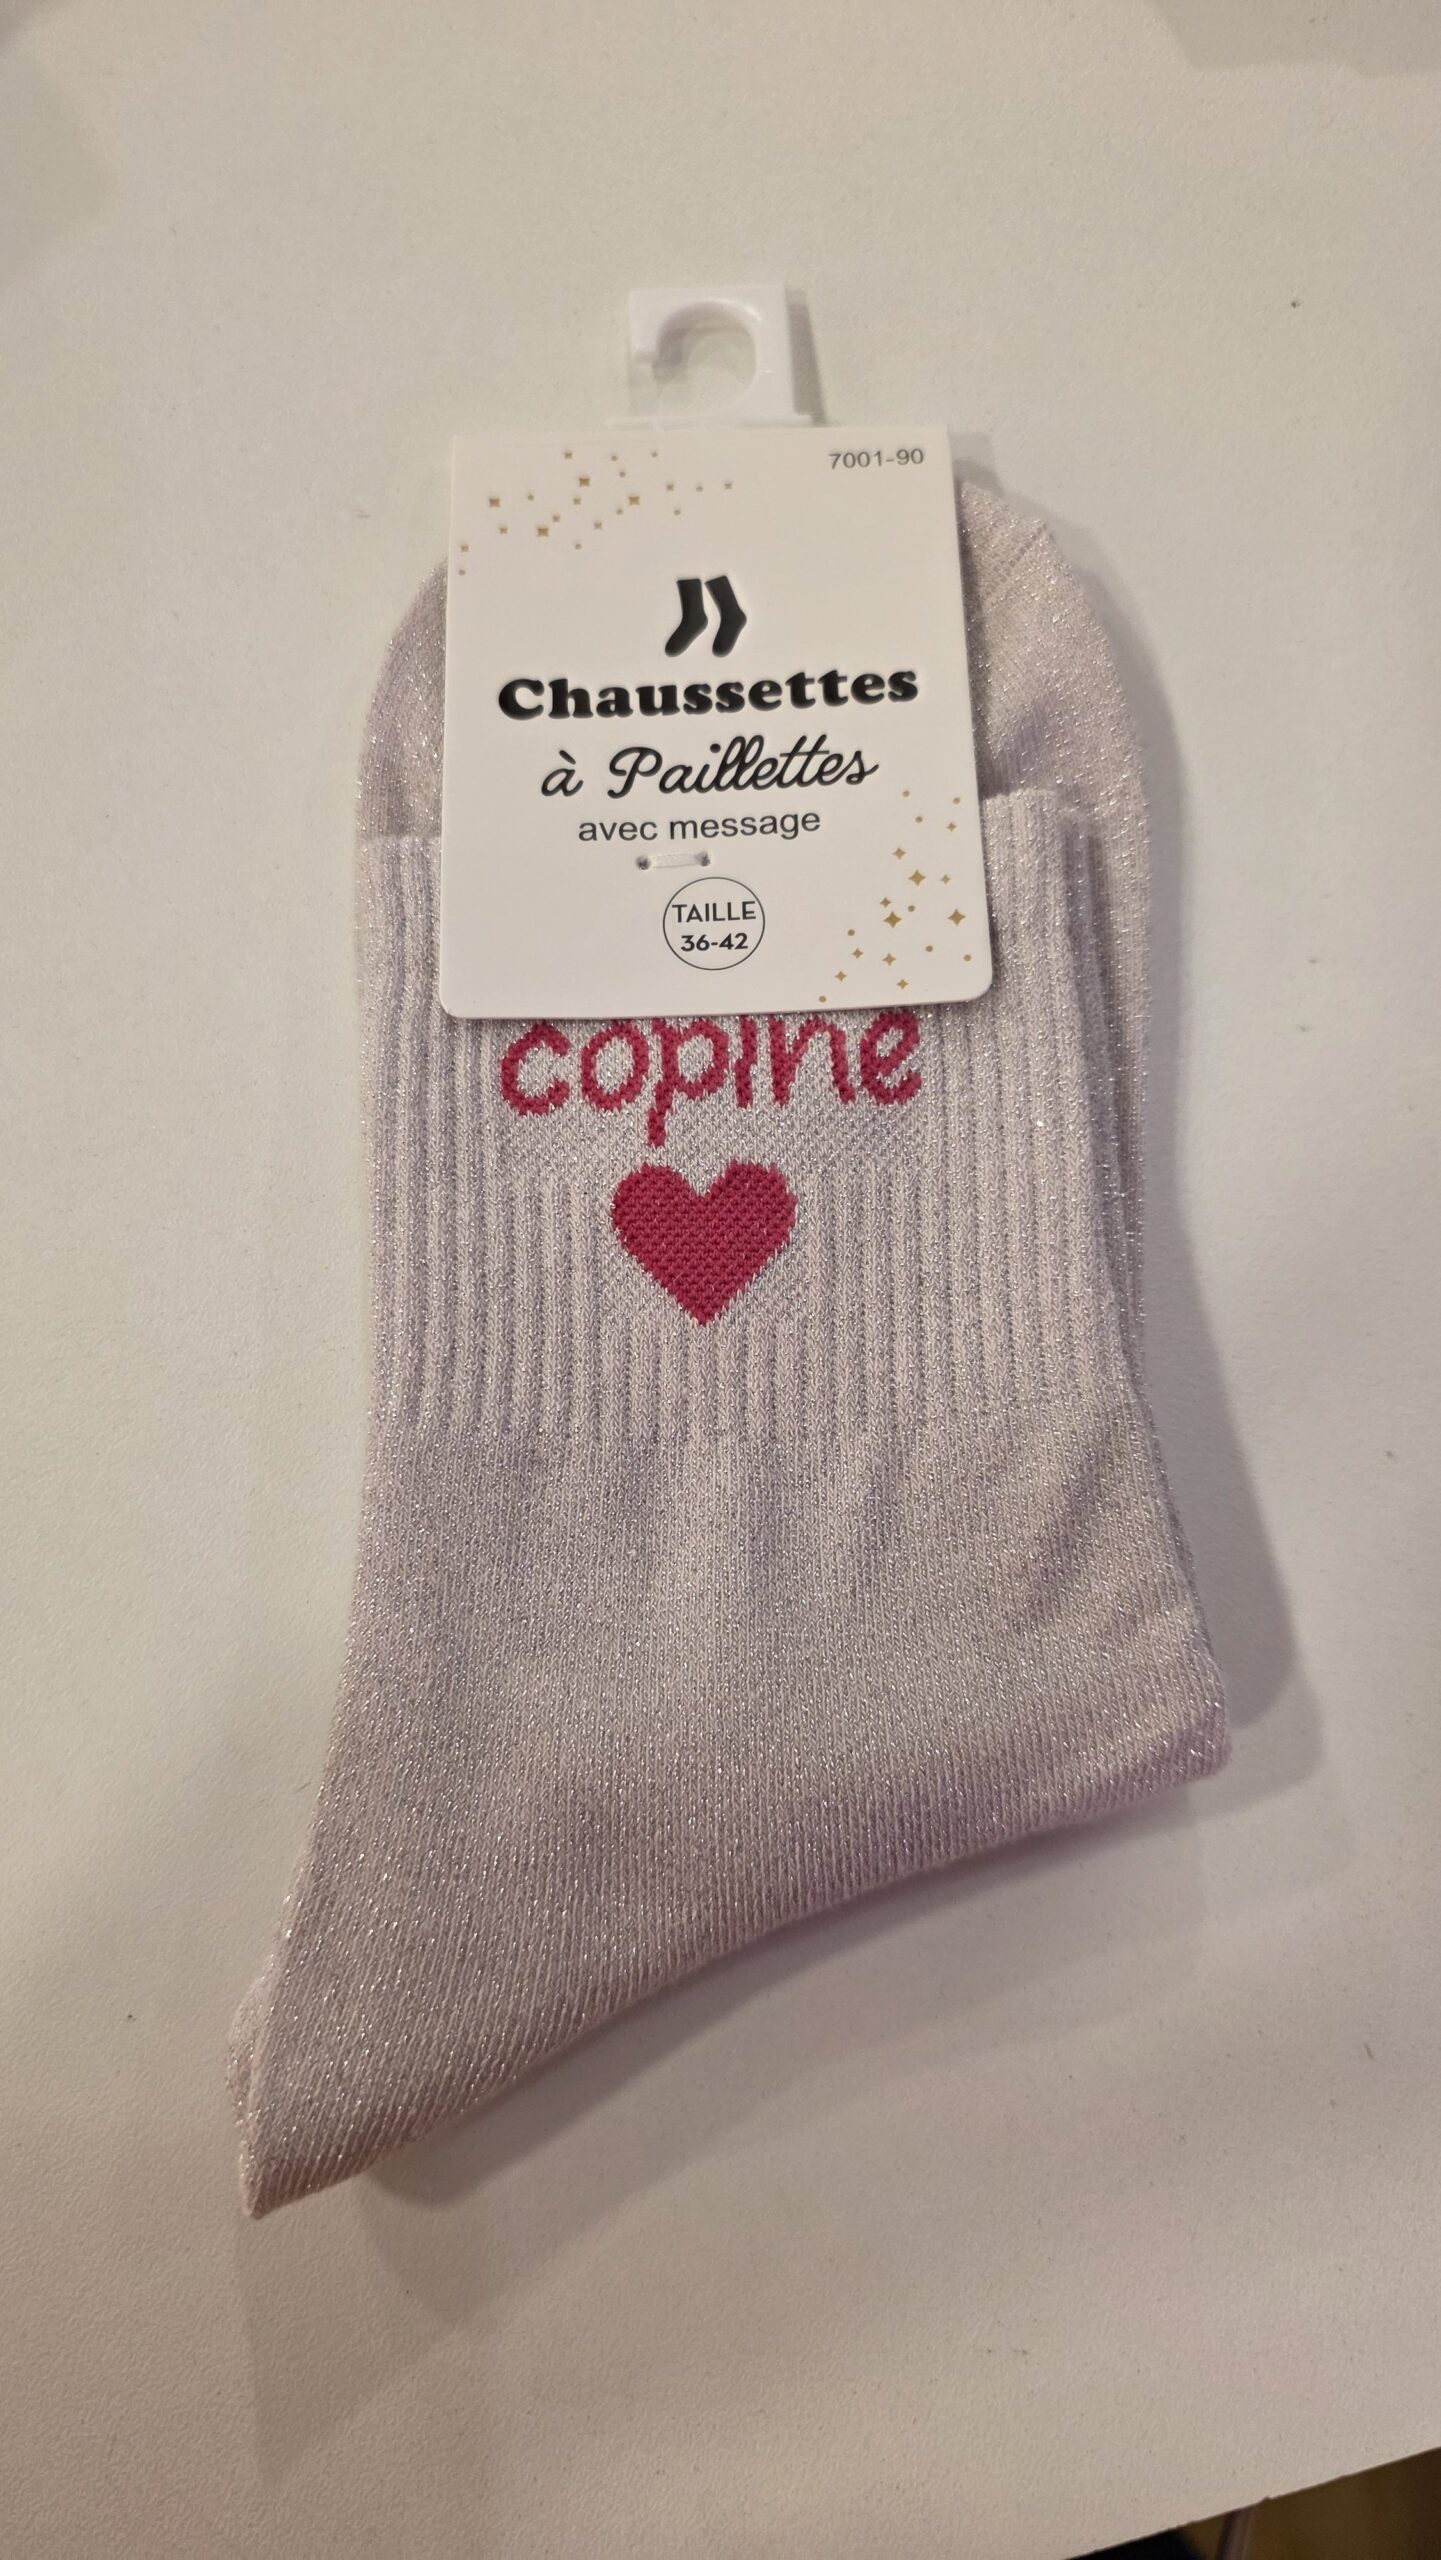 7001-90
Chaussettes
à Paillettes
avec message
TAILLE
36-42
copine